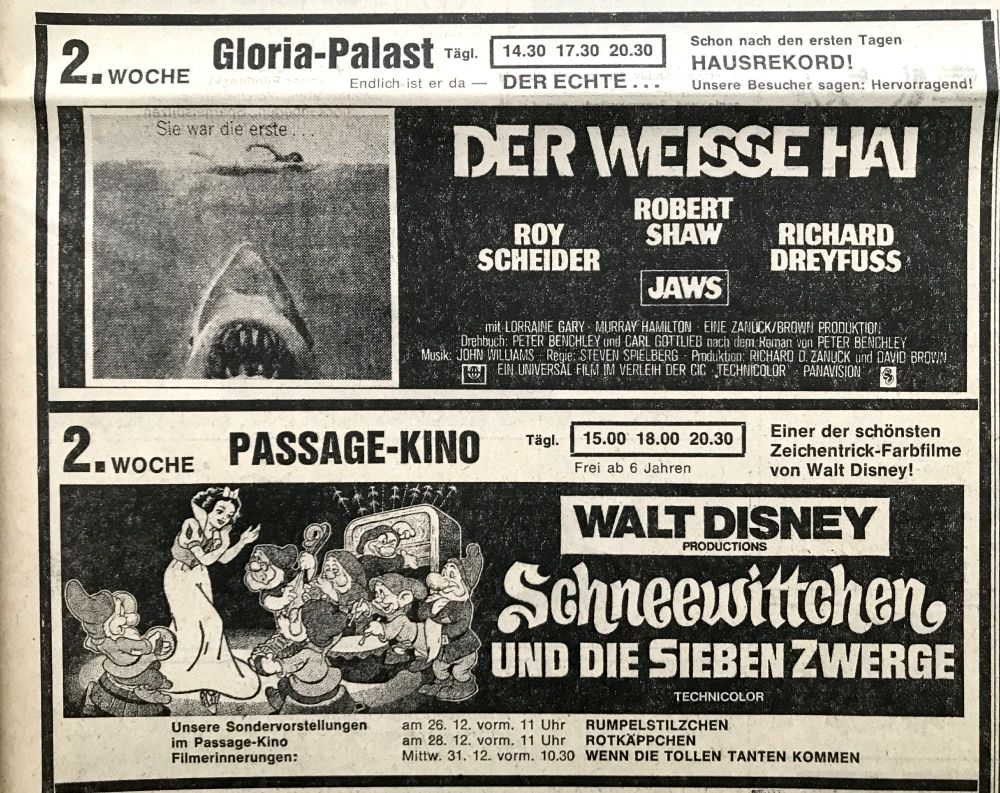 2. WOCHE Gloria-Palast Tägl. 14.30 17.30 20.30
Endlich ist er da — DER ECHTE...
Schon nach den ersten Tagen
HAUSREKORD!
Unsere Besucher sagen: Hervorragend!
Sie war die erste...
DER WEISSE HAI
ROY
SCHEIDER
ROBERT
SHAW
RICHARD
DREYFUSS
JAWS
mit LORRAINE GARY · MURRAY HAMILTON · EINE ZANUCK/BROWN PRODUKTION
Drehbuch: PETER BENCHLEY und CARL GOTTLIEB nach dem Roman von PETER BENCHLEY
Musik: JOHN WILLIAMS · Regie: STEVEN SPIELBERG · Produktion: RICHARD D. ZANUCK und DAVID BROWN
EIN UNIVERSAL FILM IM VERLEIH DER CIC · TECHNICOLOR® · PANAVISION®
2. WOCHE PASSAGE-KINO Tägl. 15.00 18.00 20.30
Frei ab 6 Jahren
Einer der schönsten
Zeichentrick-Farbfilme
von Walt Disney!
WALT DISNEY
PRODUCTIONS
Schneewittchen
UND DIE SIEBEN ZWERGE
TECHNICOLOR
Unsere Sondervorstellungen am 26. 12. vorm. 11 Uhr RUMPELSTILZCHEN
im Passage-Kino am 28. 12. vorm. 11 Uhr ROTKÄPPCHEN
Filmerinnerungen: Mittw. 31. 12. vorm. 10.30 WENN DIE TOLLEN TANTEN KOMMEN